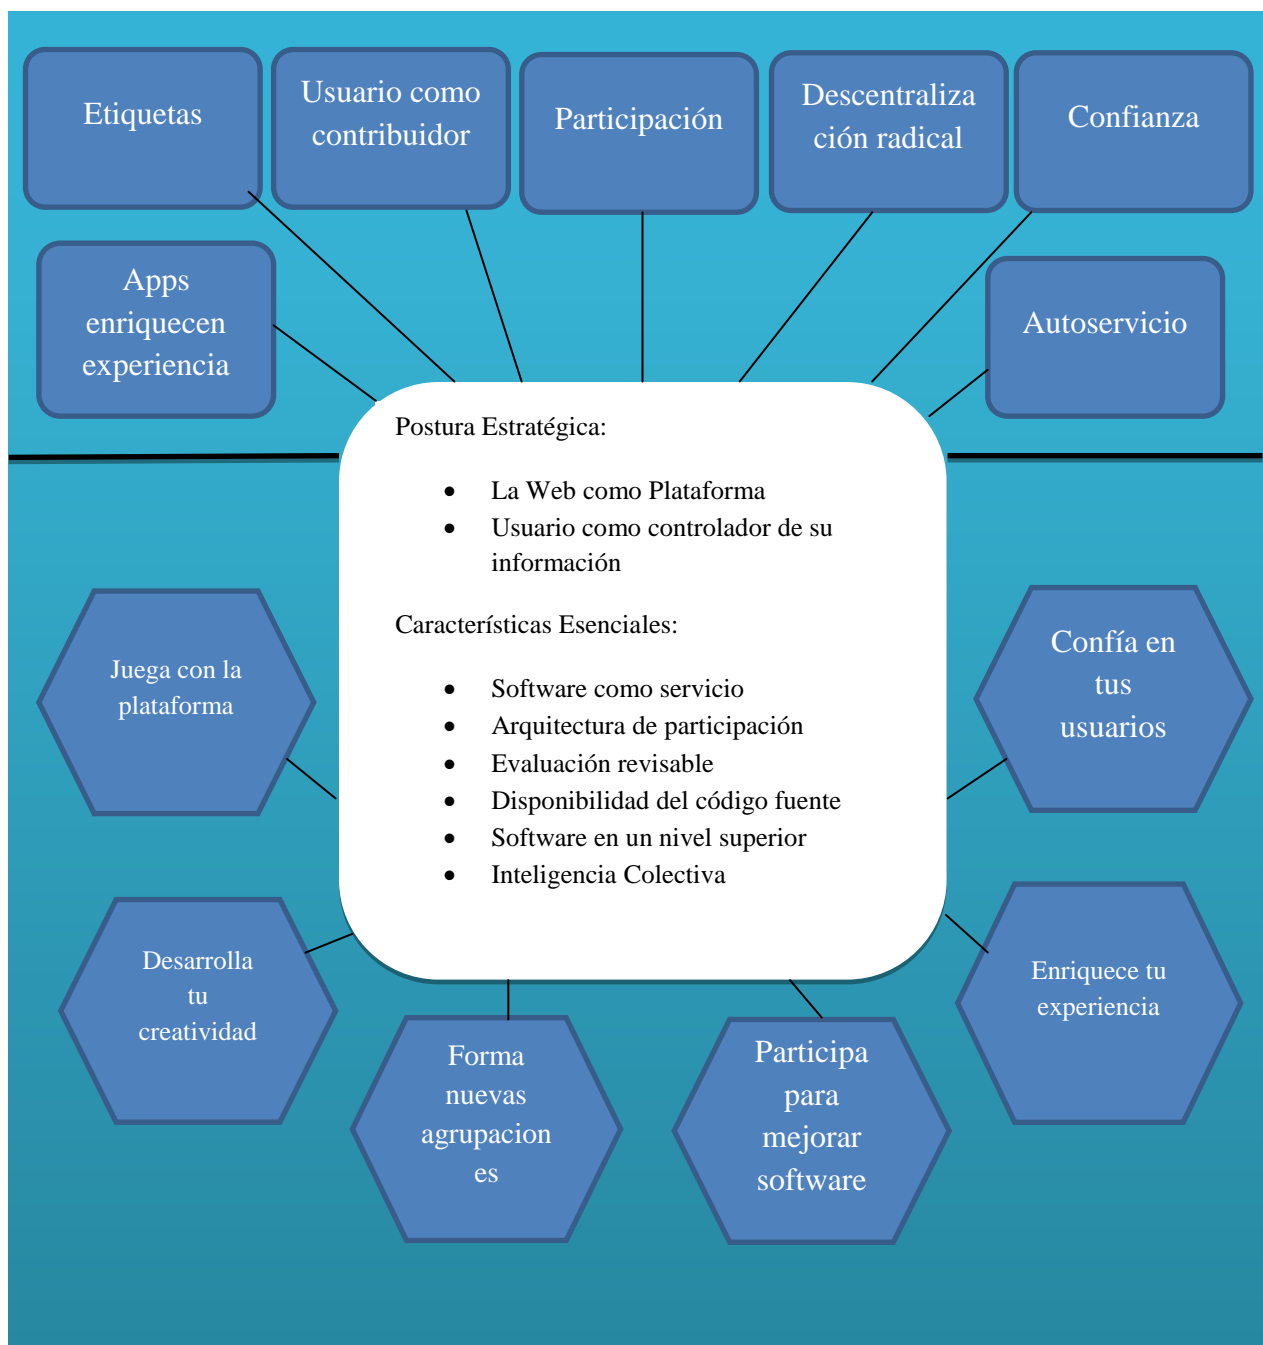 Etiquetas
Usuario como
contribuidor
Participación
Descentraliza
ción radical
Confianza
Apps
enriquecen
experiencia
Autoservicio
Postura Estratégica:
• La Web como Plataforma
• Usuario como controlador de su
información
Características Esenciales:
• Software como servicio
• Arquitectura de participación
• Evaluación revisable
• Disponibilidad del código fuente
• Software en un nivel superior
• Inteligencia Colectiva
Juega con la
plataforma
Confía en
tus
usuarios
Desarrolla
tu
creatividad
Enriquece tu
experiencia
Forma
nuevas
agrupacion
es
Participa
para
mejorar
software